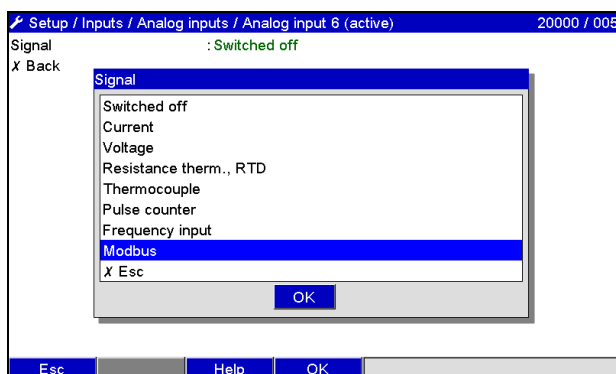 Setup / Inputs / Analog inputs / Analog input 6 (active) 20000 / 005
Signal : Switched off
X Back
Signal
Switched off
Current
Voltage
Resistance therm., RTD
Thermocouple
Pulse counter
Frequency input
Modbus
X Esc
OK
Esc Help OK